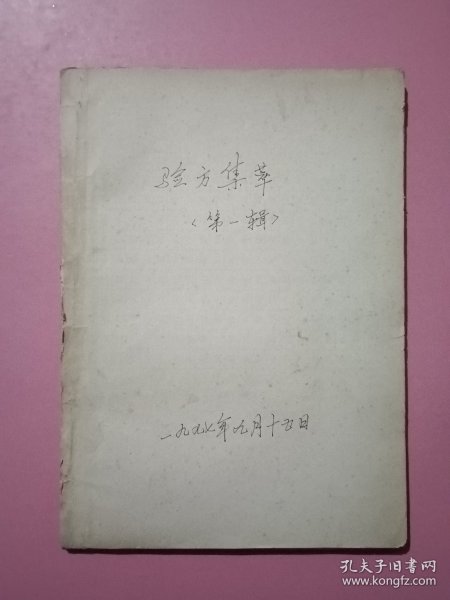 验方集萃
<第一辑>
一九九七年九月十五日
孔夫子旧书网
www.kongfz.com